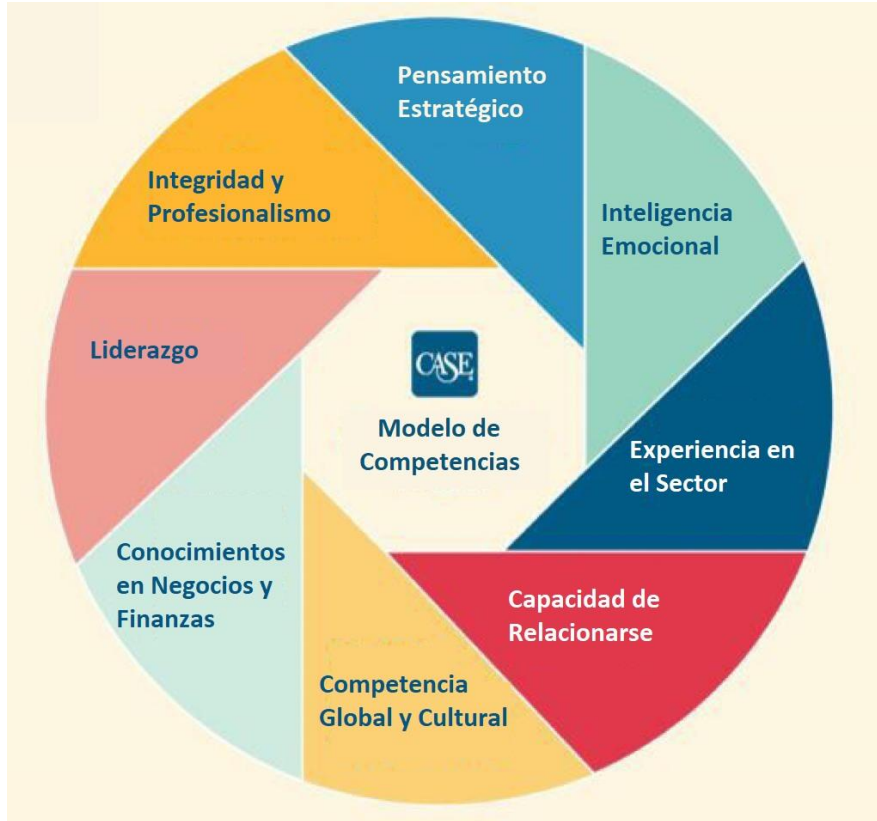 Pensamiento
Estratégico
Inteligencia
Emocional
Experiencia en
el Sector
Capacidad de
Relacionarse
Competencia
Global y Cultural
Conocimientos
en Negocios y
Finanzas
Liderazgo
Integridad y
Profesionalismo
CASE
Modelo de
Competencias